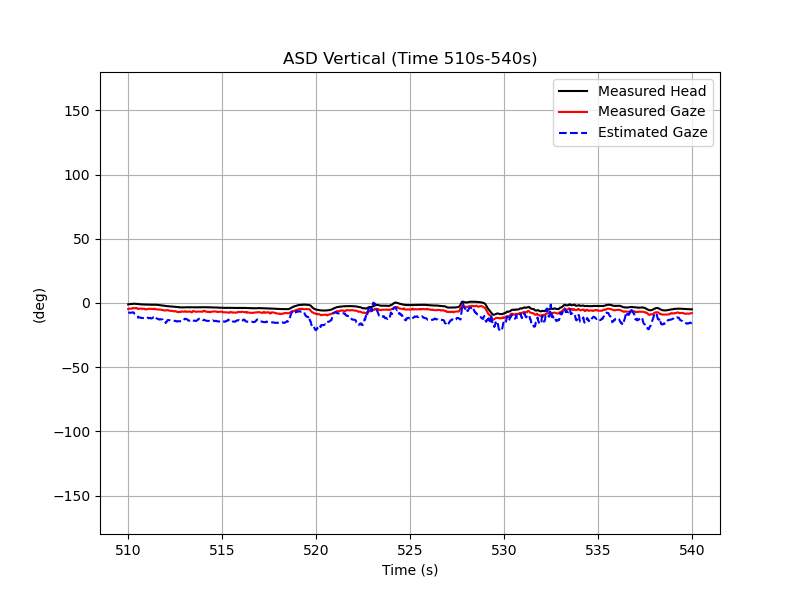 ASD Vertical (Time 510s-540s)
Measured Head
Measured Gaze
Estimated Gaze
150
100
50
0
−50
−100
−150
(deg)
510 515 520 525 530 535 540
Time (s)